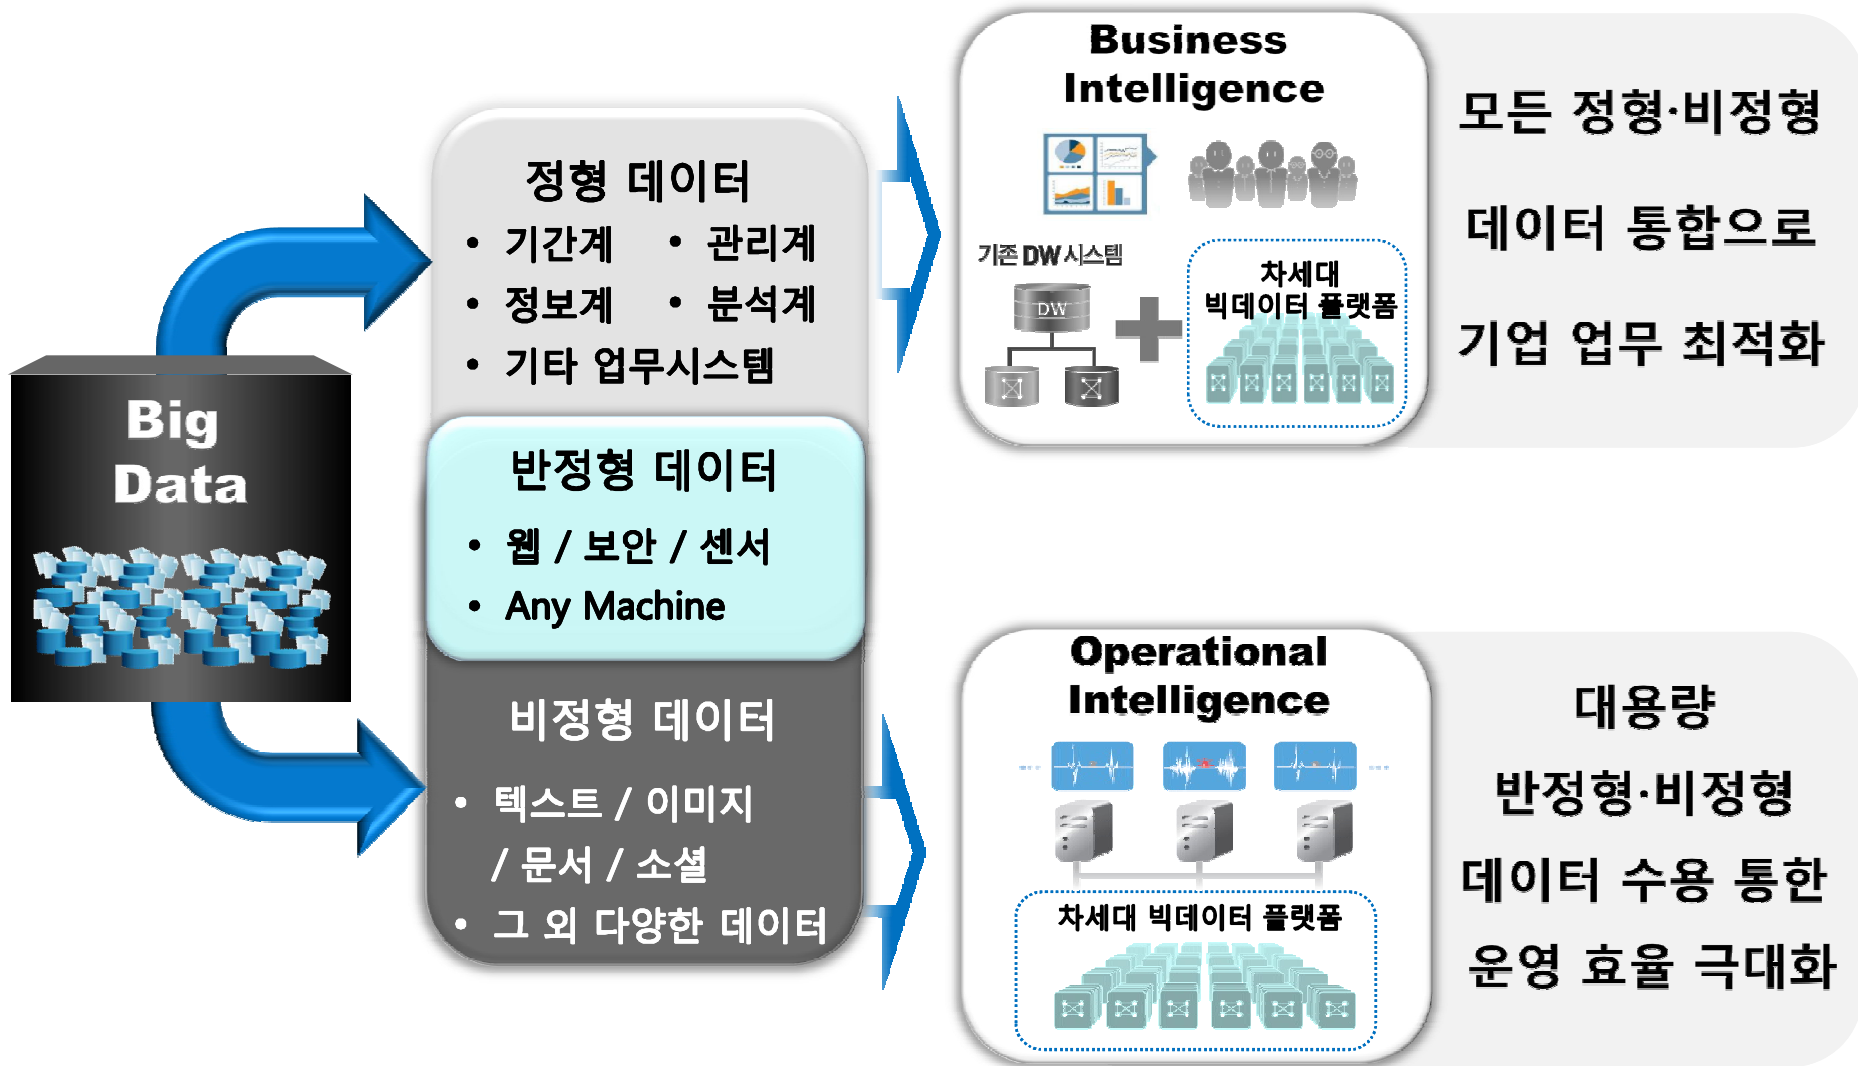 Big
Data
정형 데이터
• 기간계 • 관리계
• 정보계 • 분석계
• 기타 업무시스템
반정형 데이터
• 웹 / 보안 / 센서
• Any Machine
비정형 데이터
• 텍스트 / 이미지
/ 문서 / 소셜
• 그 외 다양한 데이터
Business
Intelligence
기존 DW 시스템
DW
차세대
빅데이터 플랫폼
모든 정형·비정형
데이터 통합으로
기업 업무 최적화
Operational
Intelligence
차세대 빅데이터 플랫폼
대용량
반정형·비정형
데이터 수용 통한
운영 효율 극대화